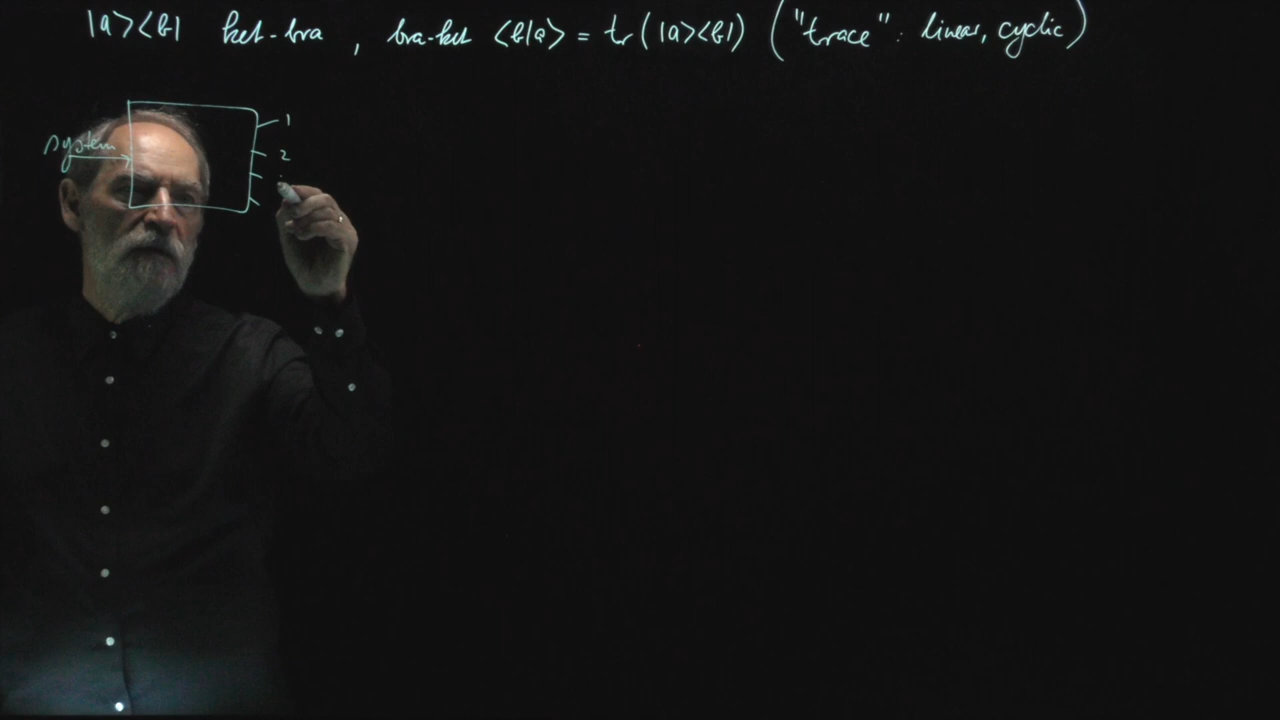 |a><b| ket-bra , bra-ket <b|a> = tr(|a><b|) ("trace": linear, cyclic)
system
1
2
: